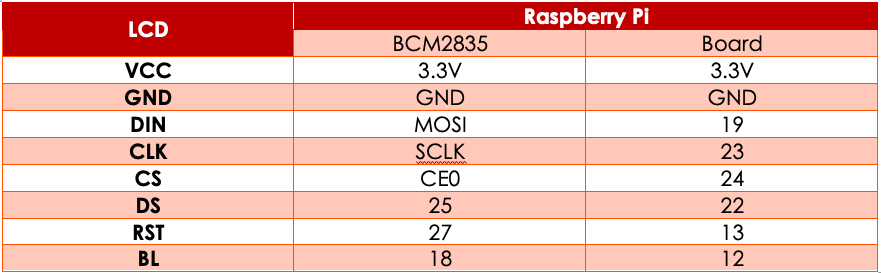 LCD Raspberry Pi
BCM2835 Board
VCC 3.3V 3.3V
GND GND GND
DIN MOSI 19
CLK SCLK 23
CS CE0 24
DS 25 22
RST 27 13
BL 18 12